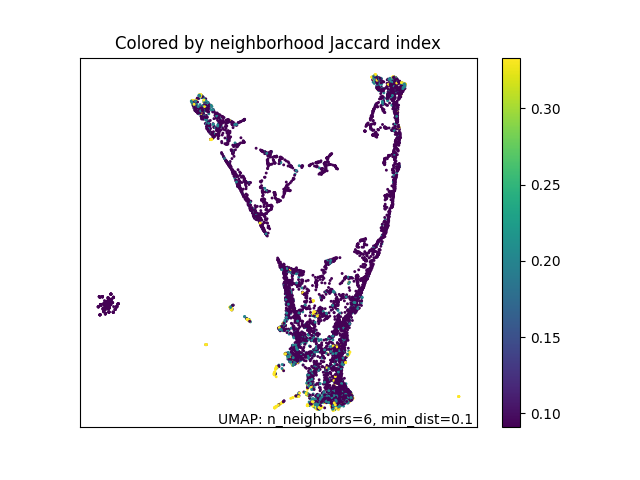 Colored by neighborhood Jaccard index
0.30
0.25
0.20
0.15
0.10
UMAP: n_neighbors=6, min_dist=0.1